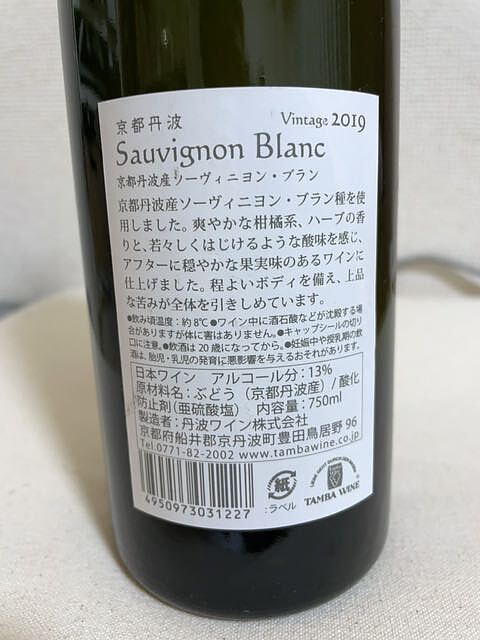 京都丹波 Vintage 2019
Sauvignon Blanc
京都丹波産ソーヴィニヨン・ブラン
京都丹波産ソーヴィニヨン・ブラン種を使
用しました。爽やかな柑橘系、ハーブの香
りと、若々しくはじけるような酸味を感じ、
アフターに穏やかな果実味のあるワインに
仕上げました。程よいボディを備え、上品
な苦みが全体を引きしめています。
●飲み頃温度：約8℃●ワイン中に酒石酸などが沈殿する場
合がありますが体に害はありません。●キャップシールの切り
口に注意。●飲酒は20歳になってから。●妊娠中や授乳期の飲
酒は、胎児・乳児の発育に悪影響を与えるおそれがあります。
日本ワイン アルコール分：13%
原材料名：ぶどう（京都丹波産）/酸化
防止剤(亜硫酸塩) 内容量：750ml
製造者：丹波ワイン株式会社
京都府船井郡京丹波町豊田鳥居野96
Tel.0771-82-2002 www.tambawine.co.jp
4950973031227
紙
：ラベル
TAMBA WINE